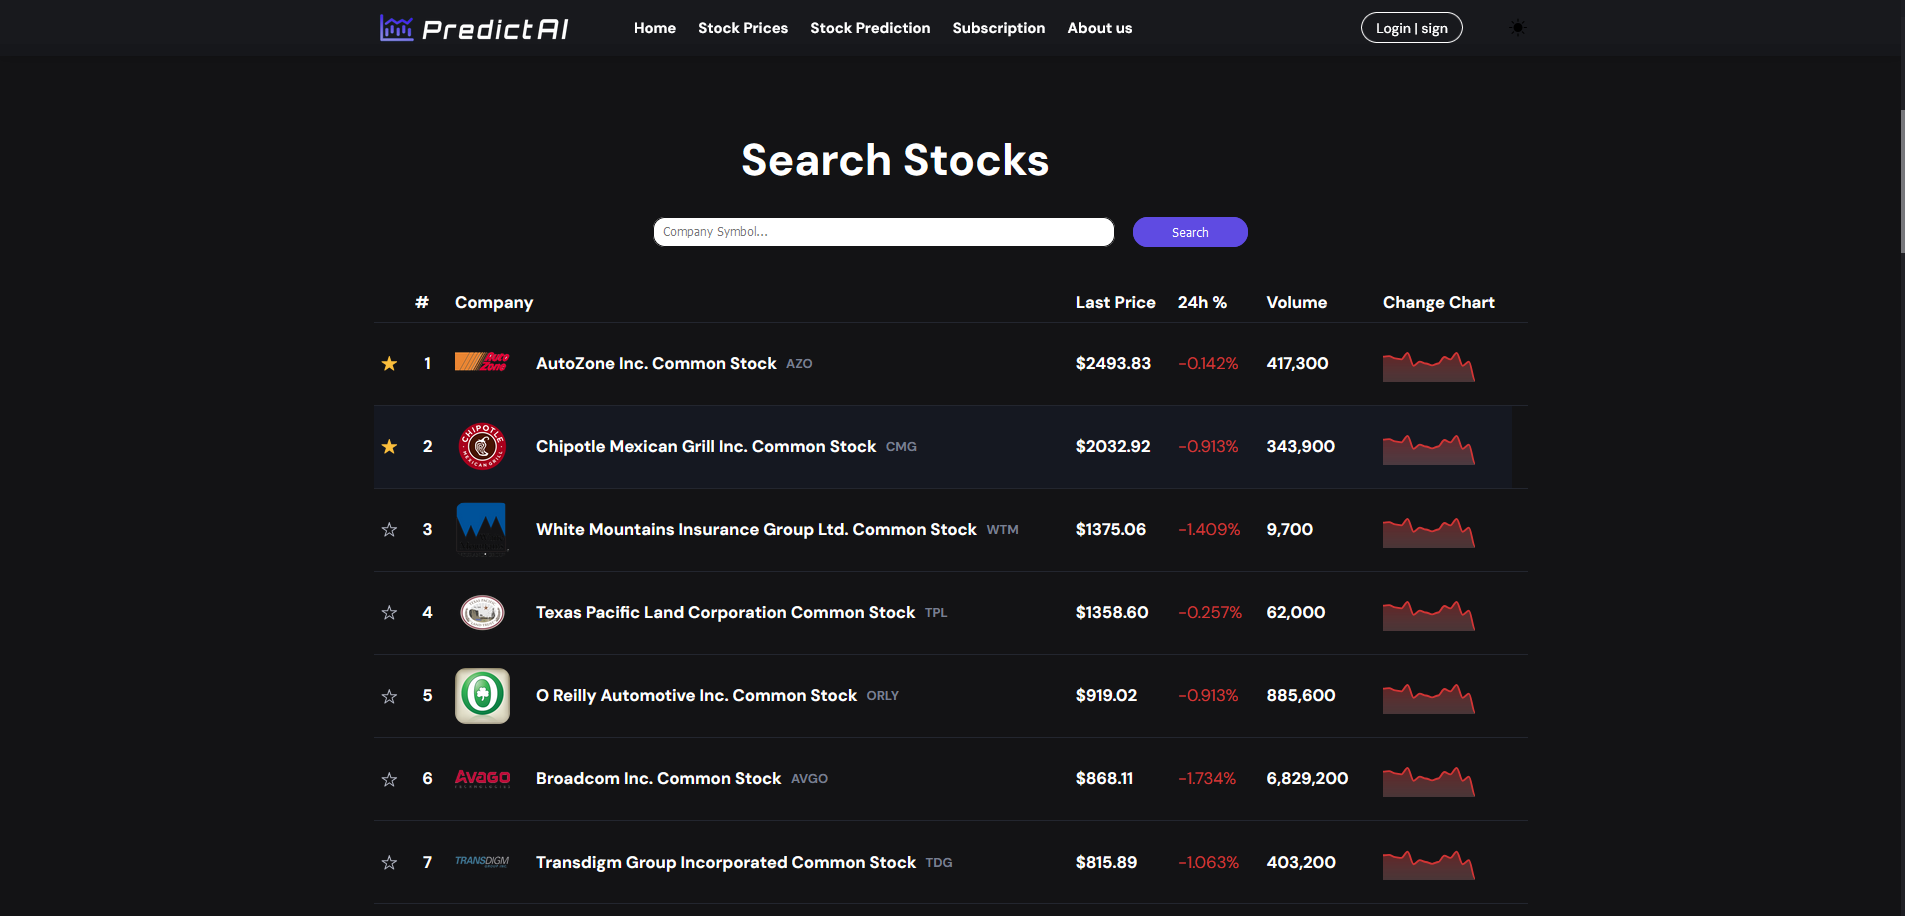 PredictAI Home Stock Prices Stock Prediction Subscription About us Login | sign
Search Stocks
Company Symbol... Search
# Company Last Price 24h % Volume Change Chart
1 Auto Zone AutoZone Inc. Common Stock AZO $2493.83 -0.142% 417,300
2 CHIPOTLE MEXICAN GRILL Chipotle Mexican Grill Inc. Common Stock CMG $2032.92 -0.913% 343,900
3 White Mountains Insurance Group Ltd. Common Stock WTM $1375.06 -1.409% 9,700
4 Texas Pacific Land Corporation Common Stock TPL $1358.60 -0.257% 62,000
5 O Reilly Automotive Inc. Common Stock ORLY $919.02 -0.913% 885,600
6 AVAGO TECHNOLOGIES Broadcom Inc. Common Stock AVGO $868.11 -1.734% 6,829,200
7 TRANSDIGM Transdigm Group Incorporated Common Stock TDG $815.89 -1.063% 403,200